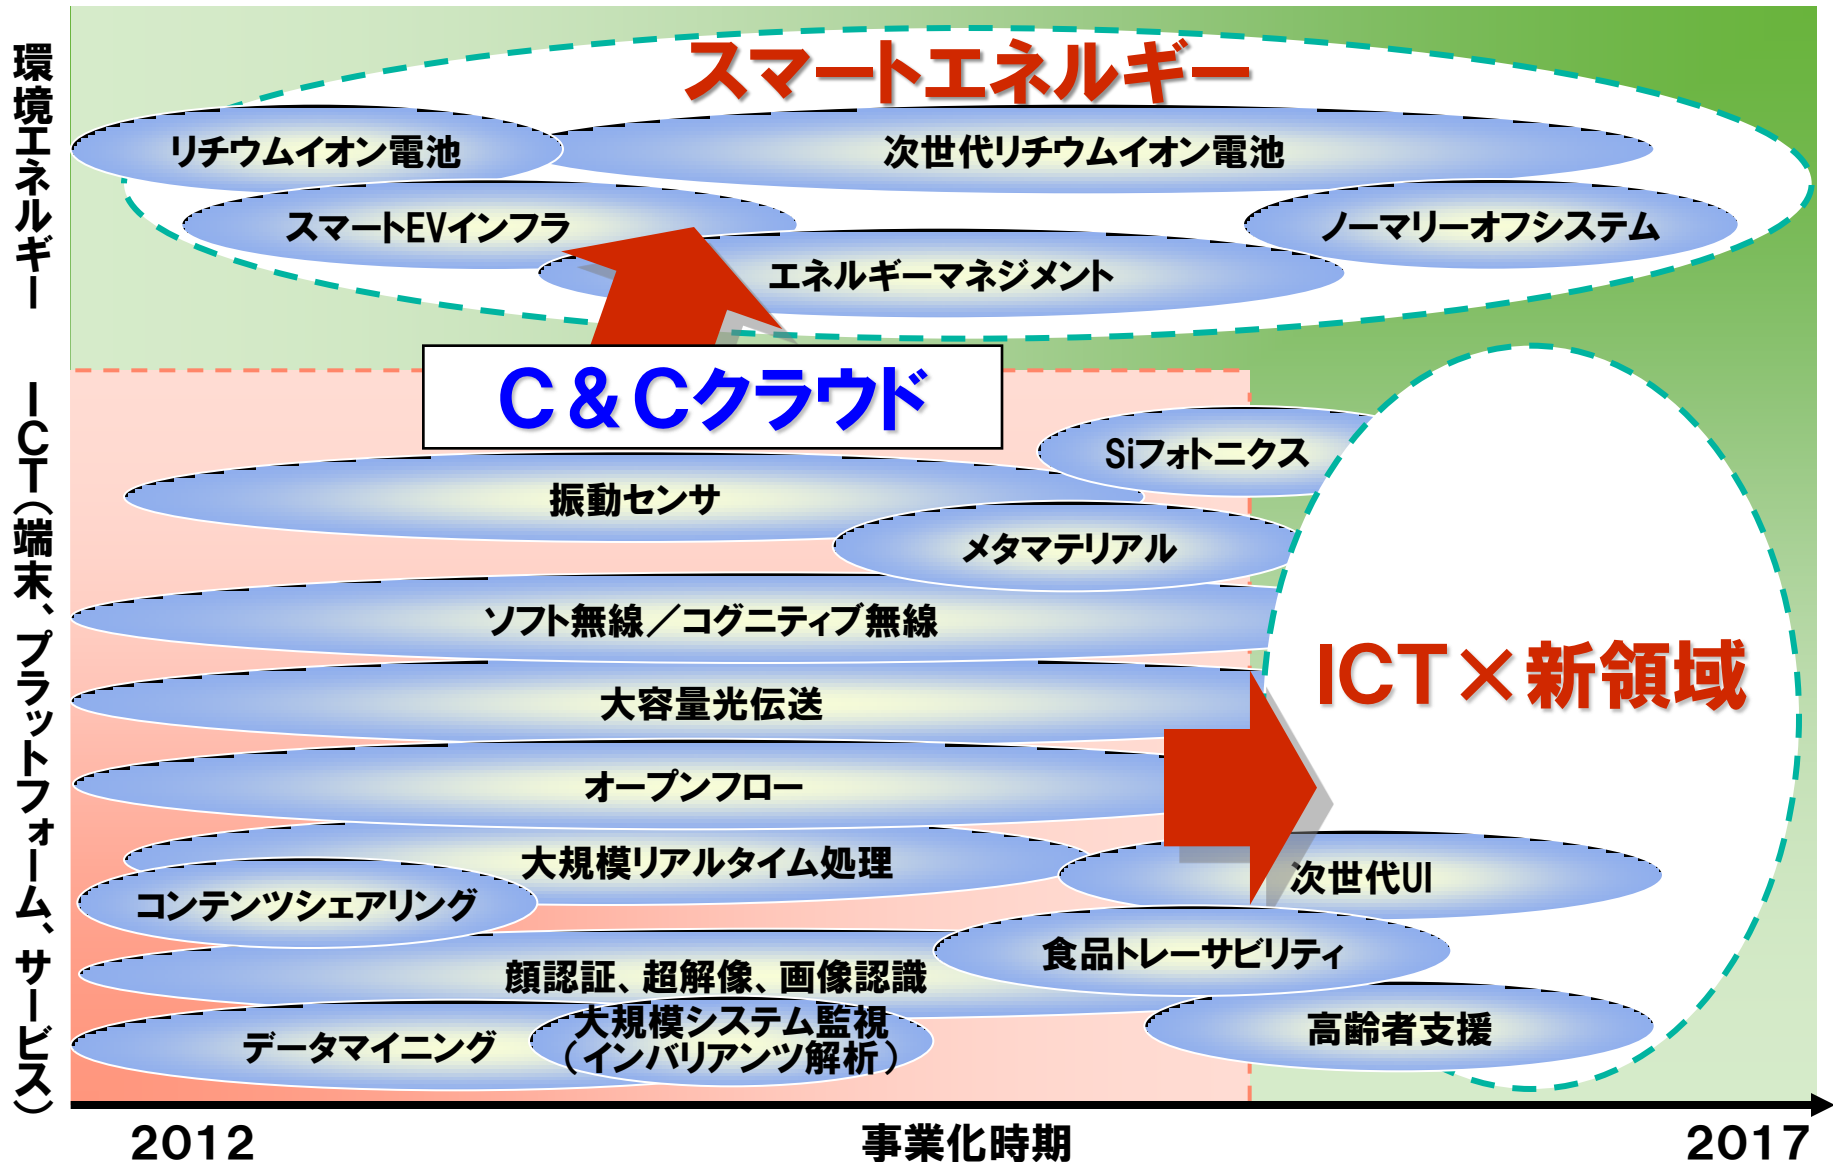 環境エネルギー
スマートエネルギー
リチウムイオン電池
次世代リチウムイオン電池
スマートEVインフラ
ノーマリーオフシステム
エネルギーマネジメント
ICT(端末、プラットフォーム、サービス)
C&Cクラウド
Siフォトニクス
振動センサ
メタマテリアル
ソフト無線/コグニティブ無線
ICT×新領域
大容量光伝送
オープンフロー
大規模リアルタイム処理
次世代UI
コンテンツシェアリング
食品トレーサビリティ
顔認証、超解像、画像認識
大規模システム監視
(インバリアンツ解析)
データマイニング
高齢者支援
2012
事業化時期
2017